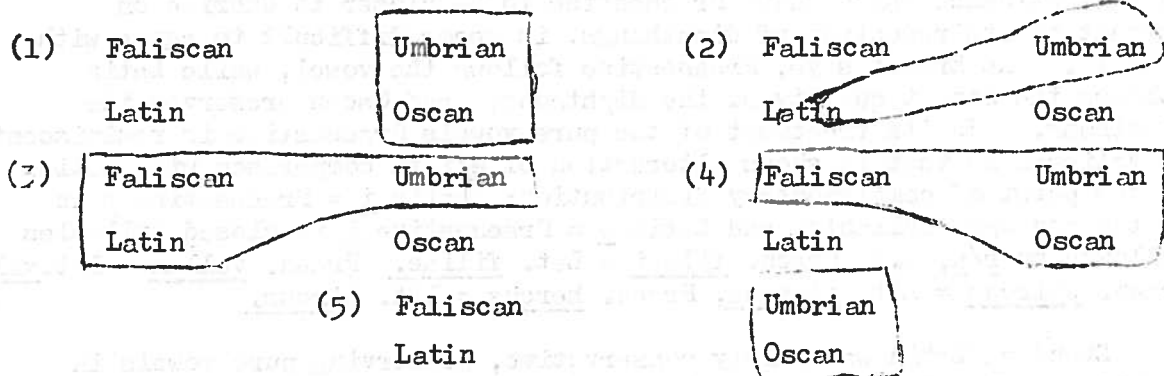 (1) Faliscan Umbrian (2) Faliscan Umbrian
Latin Oscan Latin Oscan
(3) Faliscan Umbrian (4) Faliscan Umbrian
Latin Oscan Latin Oscan
(5) Faliscan Umbrian
Latin Oscan